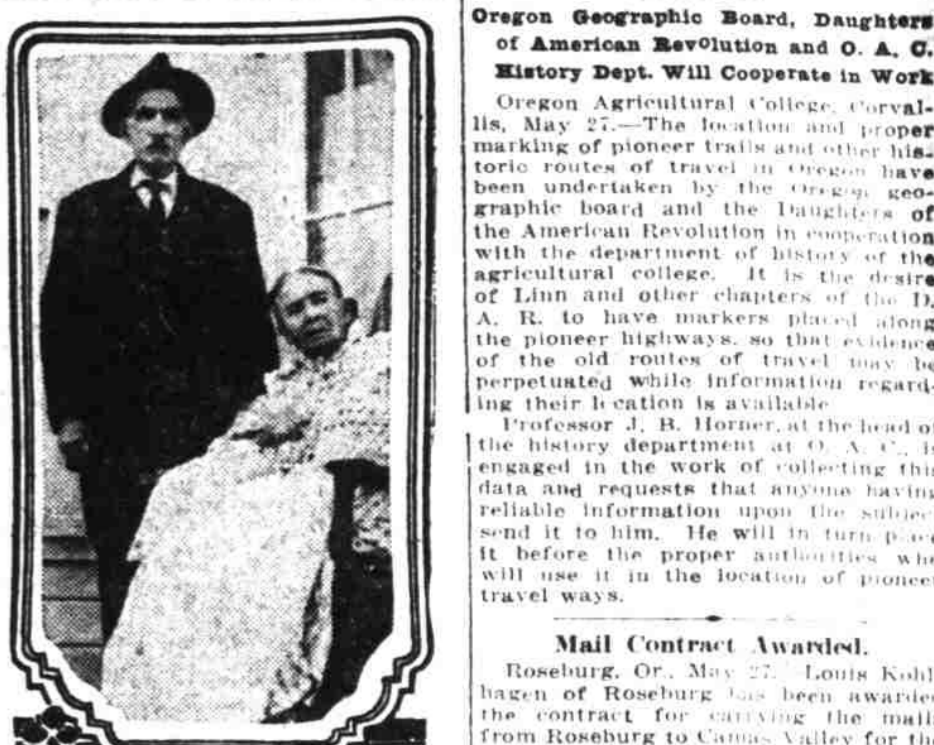 Oregon Geographic Board, Daughters
of American Revolution and O. A. C.
History Dept. Will Cooperate in Work
Oregon Agricultural College, Corval-
lis, May 27.—The location and proper
marking of pioneer trails and other his-
toric routes of travel in Oregon have
been undertaken by the Oregon geo-
graphic board and the Daughters of
the American Revolution in cooperation
with the department of history of the
agricultural college. It is the desire
of Linn and other chapters of the D.
A. R. to have markers placed along
the pioneer highways, so that evidence
of the old routes of travel may be
perpetuated while information regard-
ing their location is available
Professor J. B. Horner, at the head of
the history department at O. A. C., is
engaged in the work of collecting this
data and requests that anyone having
reliable information upon the subjec
send it to him. He will in turn place
it before the proper authorities who
will use it in the location of pioneer
travel ways.
Mail Contract Awarded.
Roseburg, Or., May 27. Louis Kohl
hagen of Roseburg has been awarded
the contract for carrying the mail
from Roseburg to Camas Valley for the